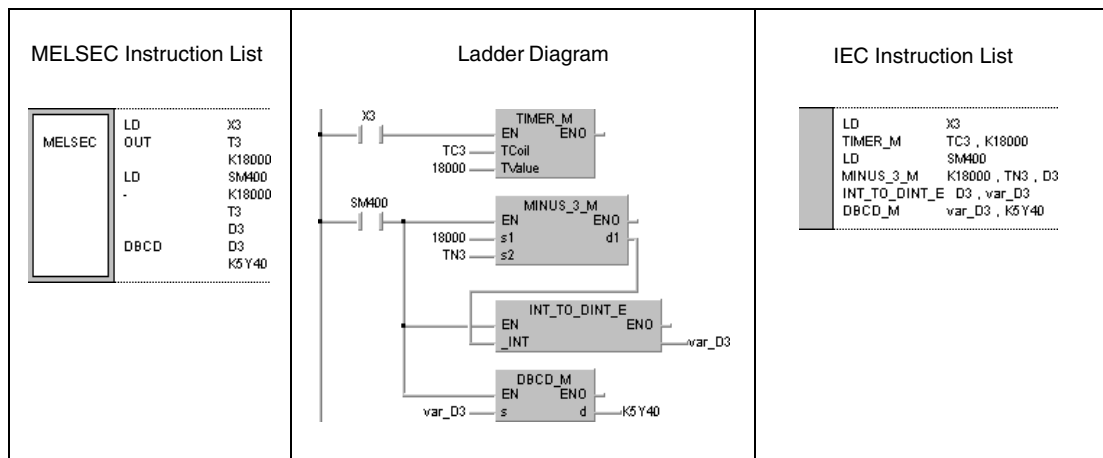 MELSEC Instruction List
MELSEC
LD X3
OUT T3
K18000
LD SM400
- K18000
T3
D3
DBCD D3
K5Y40
Ladder Diagram
X3
TIMER_M
EN ENO
TC3 TCoil
18000 TValue
SM400
MINUS_3_M
EN ENO
18000 s1 d1
TN3 s2
INT_TO_DINT_E
EN ENO
_INT var_D3
DBCD_M
EN ENO
var_D3 s d K5Y40
IEC Instruction List
LD X3
TIMER_M TC3 , K18000
LD SM400
MINUS_3_M K18000 , TN3 , D3
INT_TO_DINT_E D3 , var_D3
DBCD_M var_D3 , K5Y40